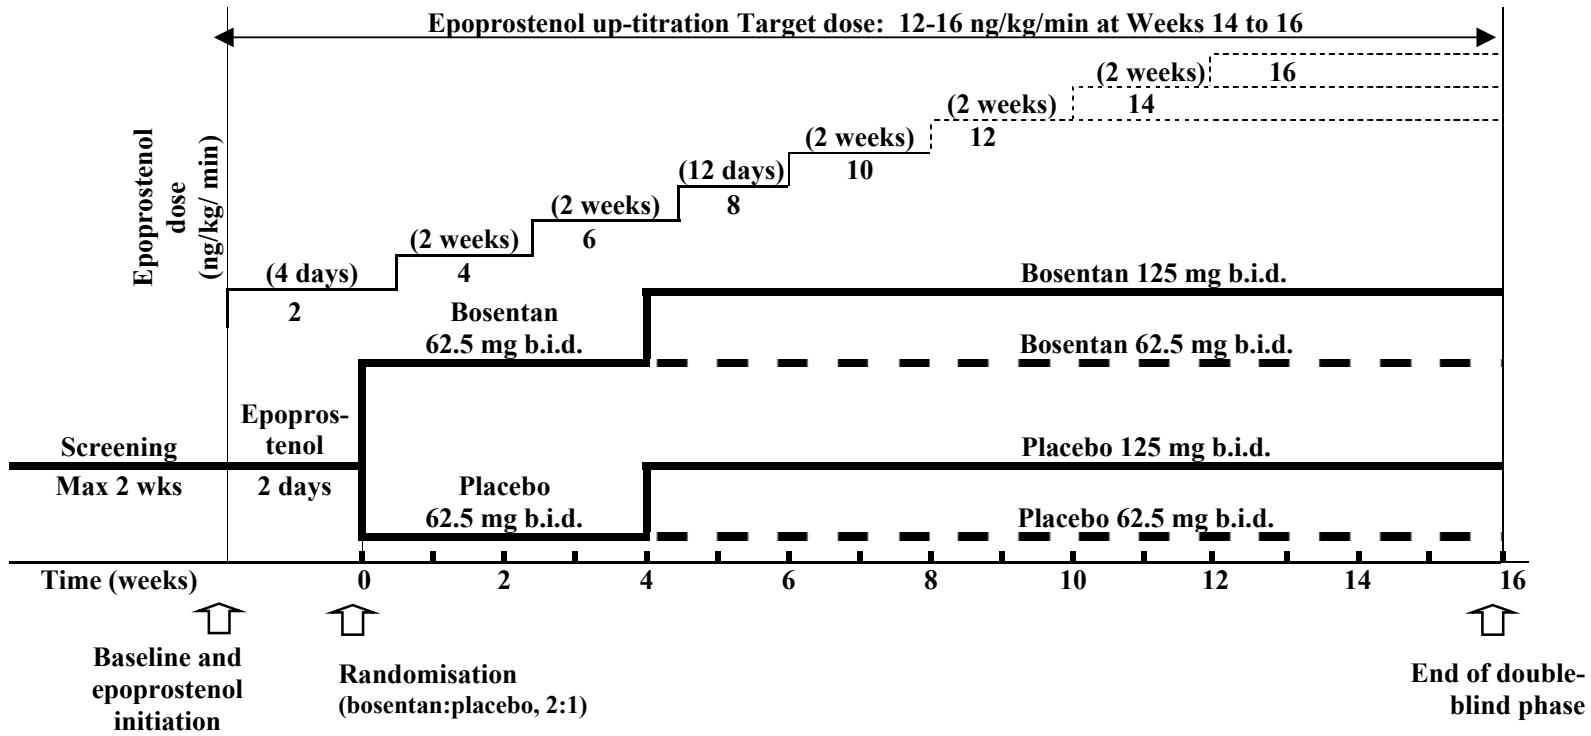 Epoprostenol up-titration Target dose: 12-16 ng/kg/min at Weeks 14 to 16
Epoprostenol
dose
(ng/kg/ min)
(2 weeks)
16
(2 weeks)
14
(2 weeks)
12
(12 days)
10
(2 weeks)
8
(2 weeks)
6
(4 days)
4
2
Bosentan
62.5 mg b.i.d.
Bosentan 125 mg b.i.d.
Bosentan 62.5 mg b.i.d.
Screening
Max 2 wks
Epopros-
tenol
2 days
Placebo
62.5 mg b.i.d.
Placebo 125 mg b.i.d.
Placebo 62.5 mg b.i.d.
Time (weeks)
0 2 4 6 8 10 12 14 16
Baseline and
epoprostenol
initiation
Randomisation
(bosentan:placebo, 2:1)
End of double-
blind phase